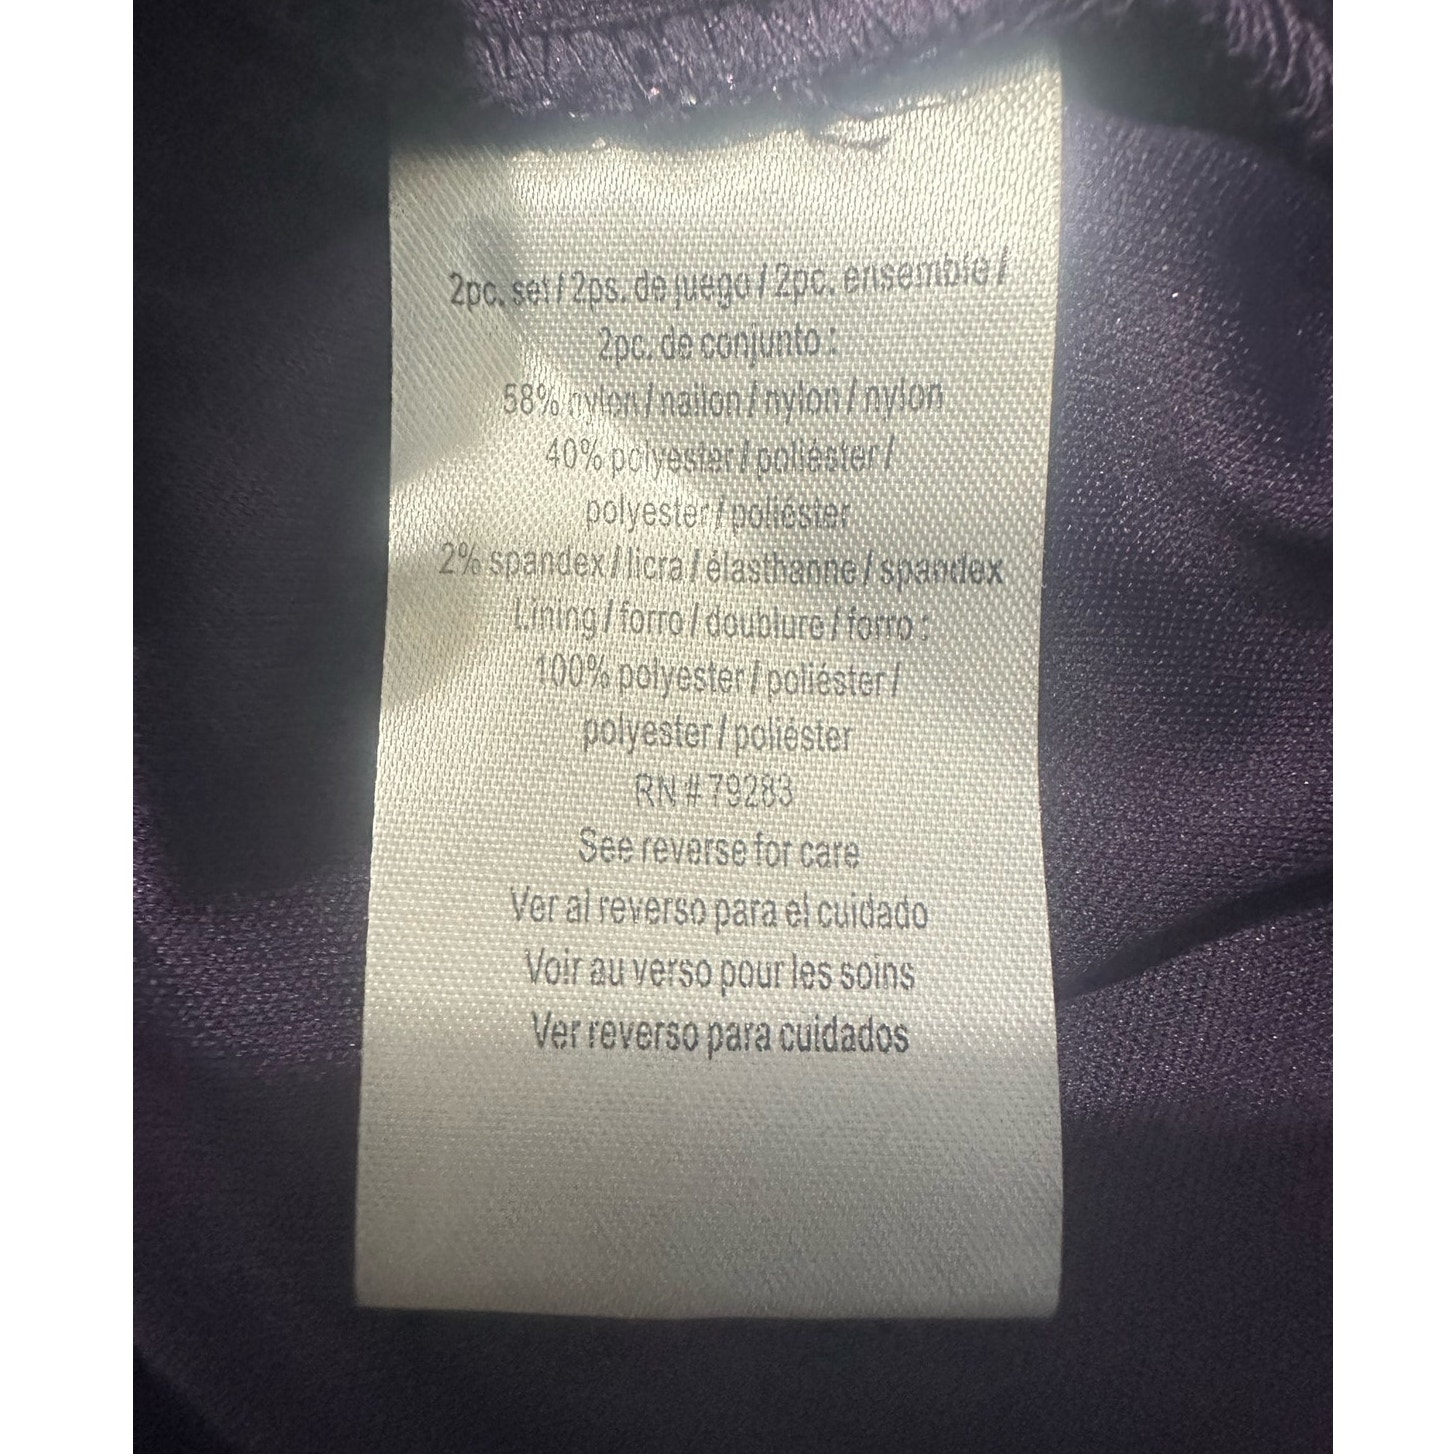 2pc. set / 2ps. de juego / 2pc. ensemble /
2pc. de conjunto :
58% nylon / nailon / nylon / nylon
40% polyester / poliéster /
polyester / poliéster
2% spandex / licra / élasthanne / spandex
Lining / forro / doublure / forro :
100% polyester / poliéster /
polyester / poliéster
RN # 79283
See reverse for care
Ver al reverso para el cuidado
Voir au verso pour les soins
Ver reverso para cuidados